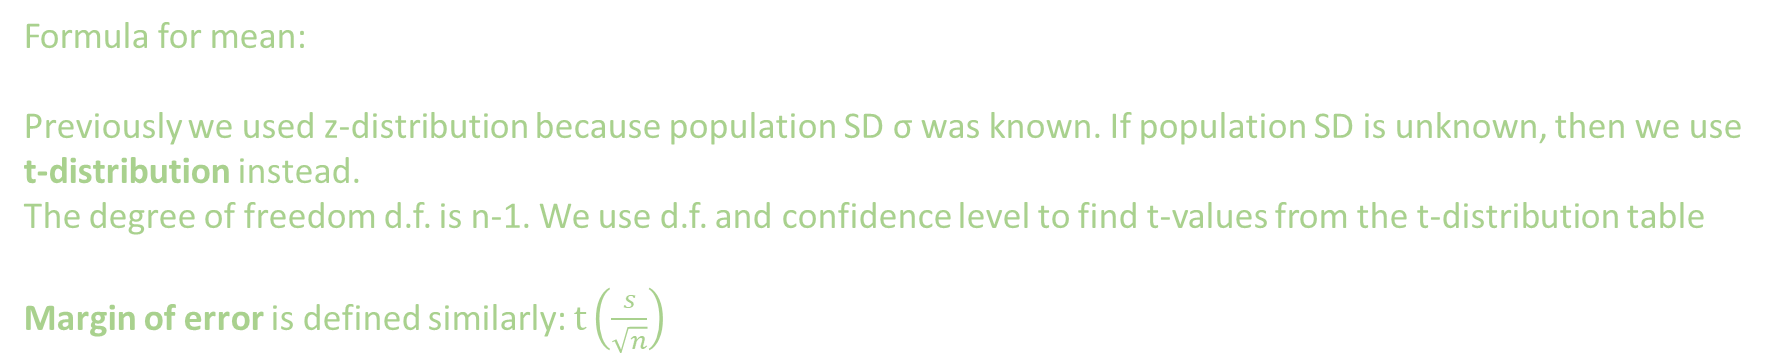 Formula for mean:
Previously we used z-distribution because population SD σ was known. If population SD is unknown, then we use
t-distribution instead.
The degree of freedom d.f. is n-1. We use d.f. and confidence level to find t-values from the t-distribution table
Margin of error is defined similarly: t(s/√n)